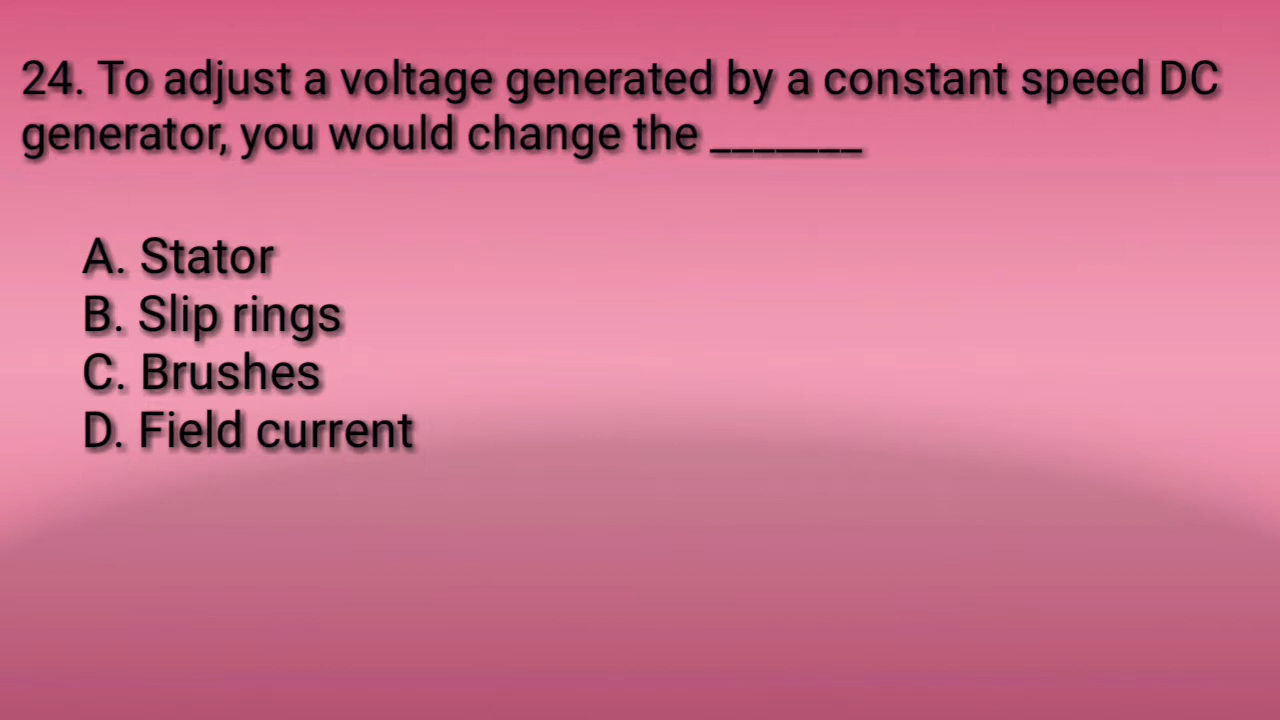 24. To adjust a voltage generated by a constant speed DC
generator, you would change the _______
A. Stator
B. Slip rings
C. Brushes
D. Field current